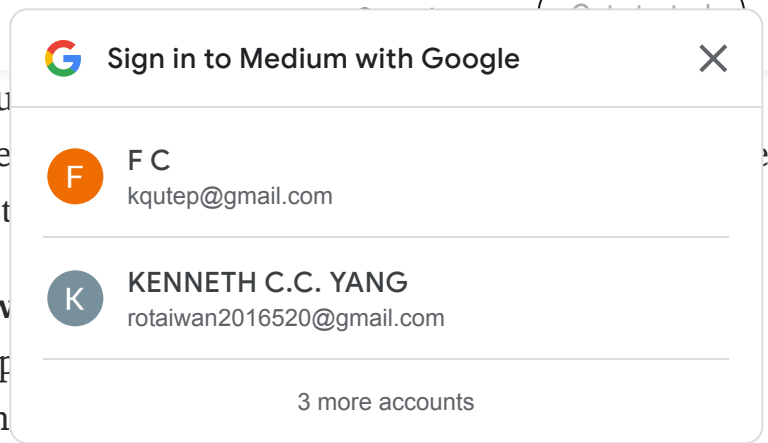 Sign in to Medium with Google
F
F C
kqutep@gmail.com
K
KENNETH C.C. YANG
rotaiwan2016520@gmail.com
3 more accounts